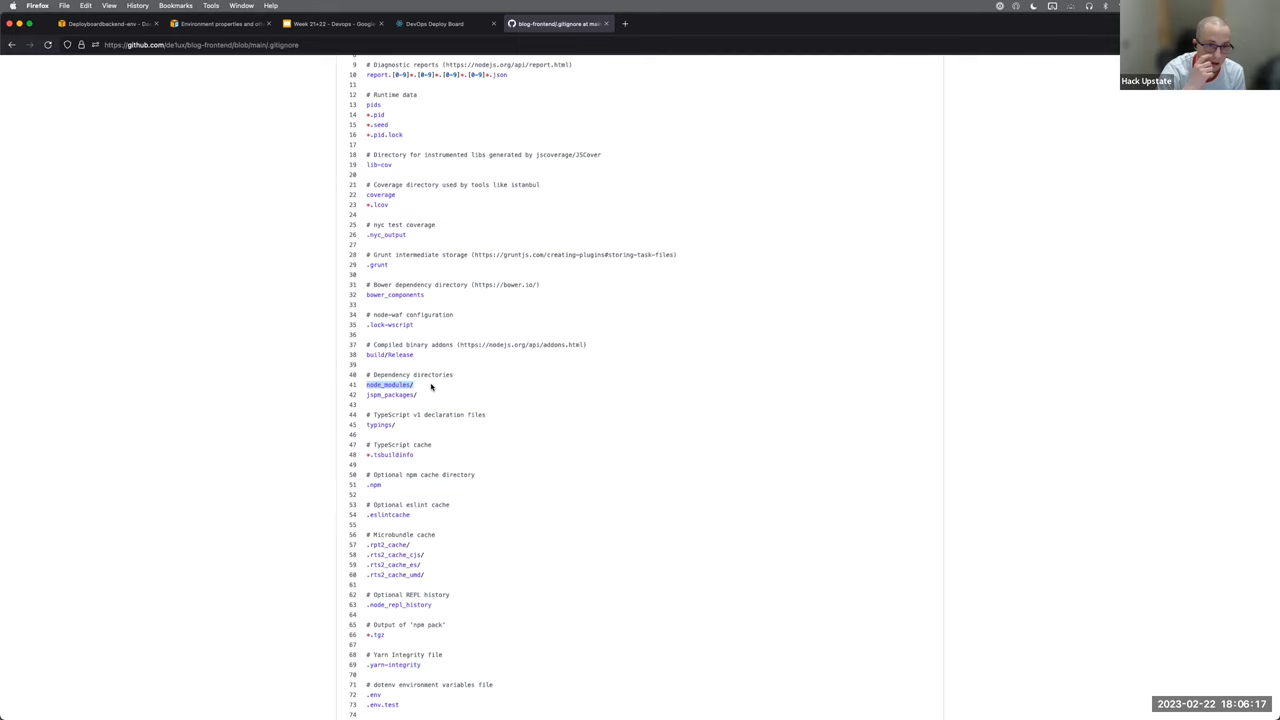 Firefox File Edit View History Bookmarks Tools Window Help
Deployboardbackend-env - Da
Environment properties and oth
Week 21+22 - Devops - Google
DevOps Deploy Board
blog-frontend/.gitignore at main
https://github.com/de1ux/blog-frontend/blob/main/.gitignore
9 # Diagnostic reports (https://nodejs.org/api/report.html)
10 report.[0-9]*.[0-9]*.[0-9]*.[0-9]*.json
11
12 # Runtime data
13 pids
14 *.pid
15 *.seed
16 *.pid.lock
17
18 # Directory for instrumented libs generated by jscoverage/JSCover
19 lib-cov
20
21 # Coverage directory used by tools like istanbul
22 coverage
23 *.lcov
24
25 # nyc test coverage
26 .nyc_output
27
28 # Grunt intermediate storage (https://gruntjs.com/creating-plugins#storing-task-files)
29 .grunt
30
31 # Bower dependency directory (https://bower.io/)
32 bower_components
33
34 # node-waf configuration
35 .lock-wscript
36
37 # Compiled binary addons (https://nodejs.org/api/addons.html)
38 build/Release
39
40 # Dependency directories
41 node_modules/
42 jspm_packages/
43
44 # TypeScript v1 declaration files
45 typings/
46
47 # TypeScript cache
48 *.tsbuildinfo
49
50 # Optional npm cache directory
51 .npm
52
53 # Optional eslint cache
54 .eslintcache
55
56 # Microbundle cache
57 .rpt2_cache/
58 .rts2_cache_cjs/
59 .rts2_cache_es/
60 .rts2_cache_umd/
61
62 # Optional REPL history
63 .node_repl_history
64
65 # Output of 'npm pack'
66 *.tgz
67
68 # Yarn Integrity file
69 .yarn-integrity
70
71 # dotenv environment variables file
72 .env
73 .env.test
74
Hack Upstate
2023-02-22 18:06:17